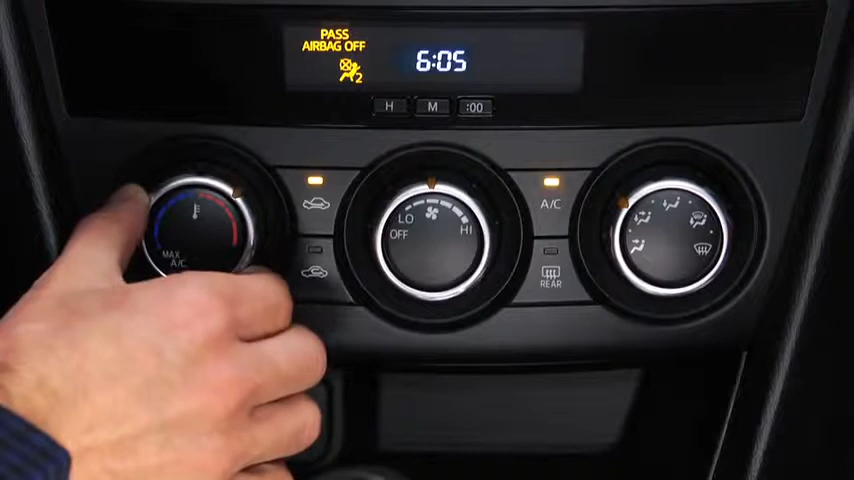 PASS
AIRBAG OFF
2
6:05
H M :00
A/C
LO
HI
OFF
MAX
A/C
REAR